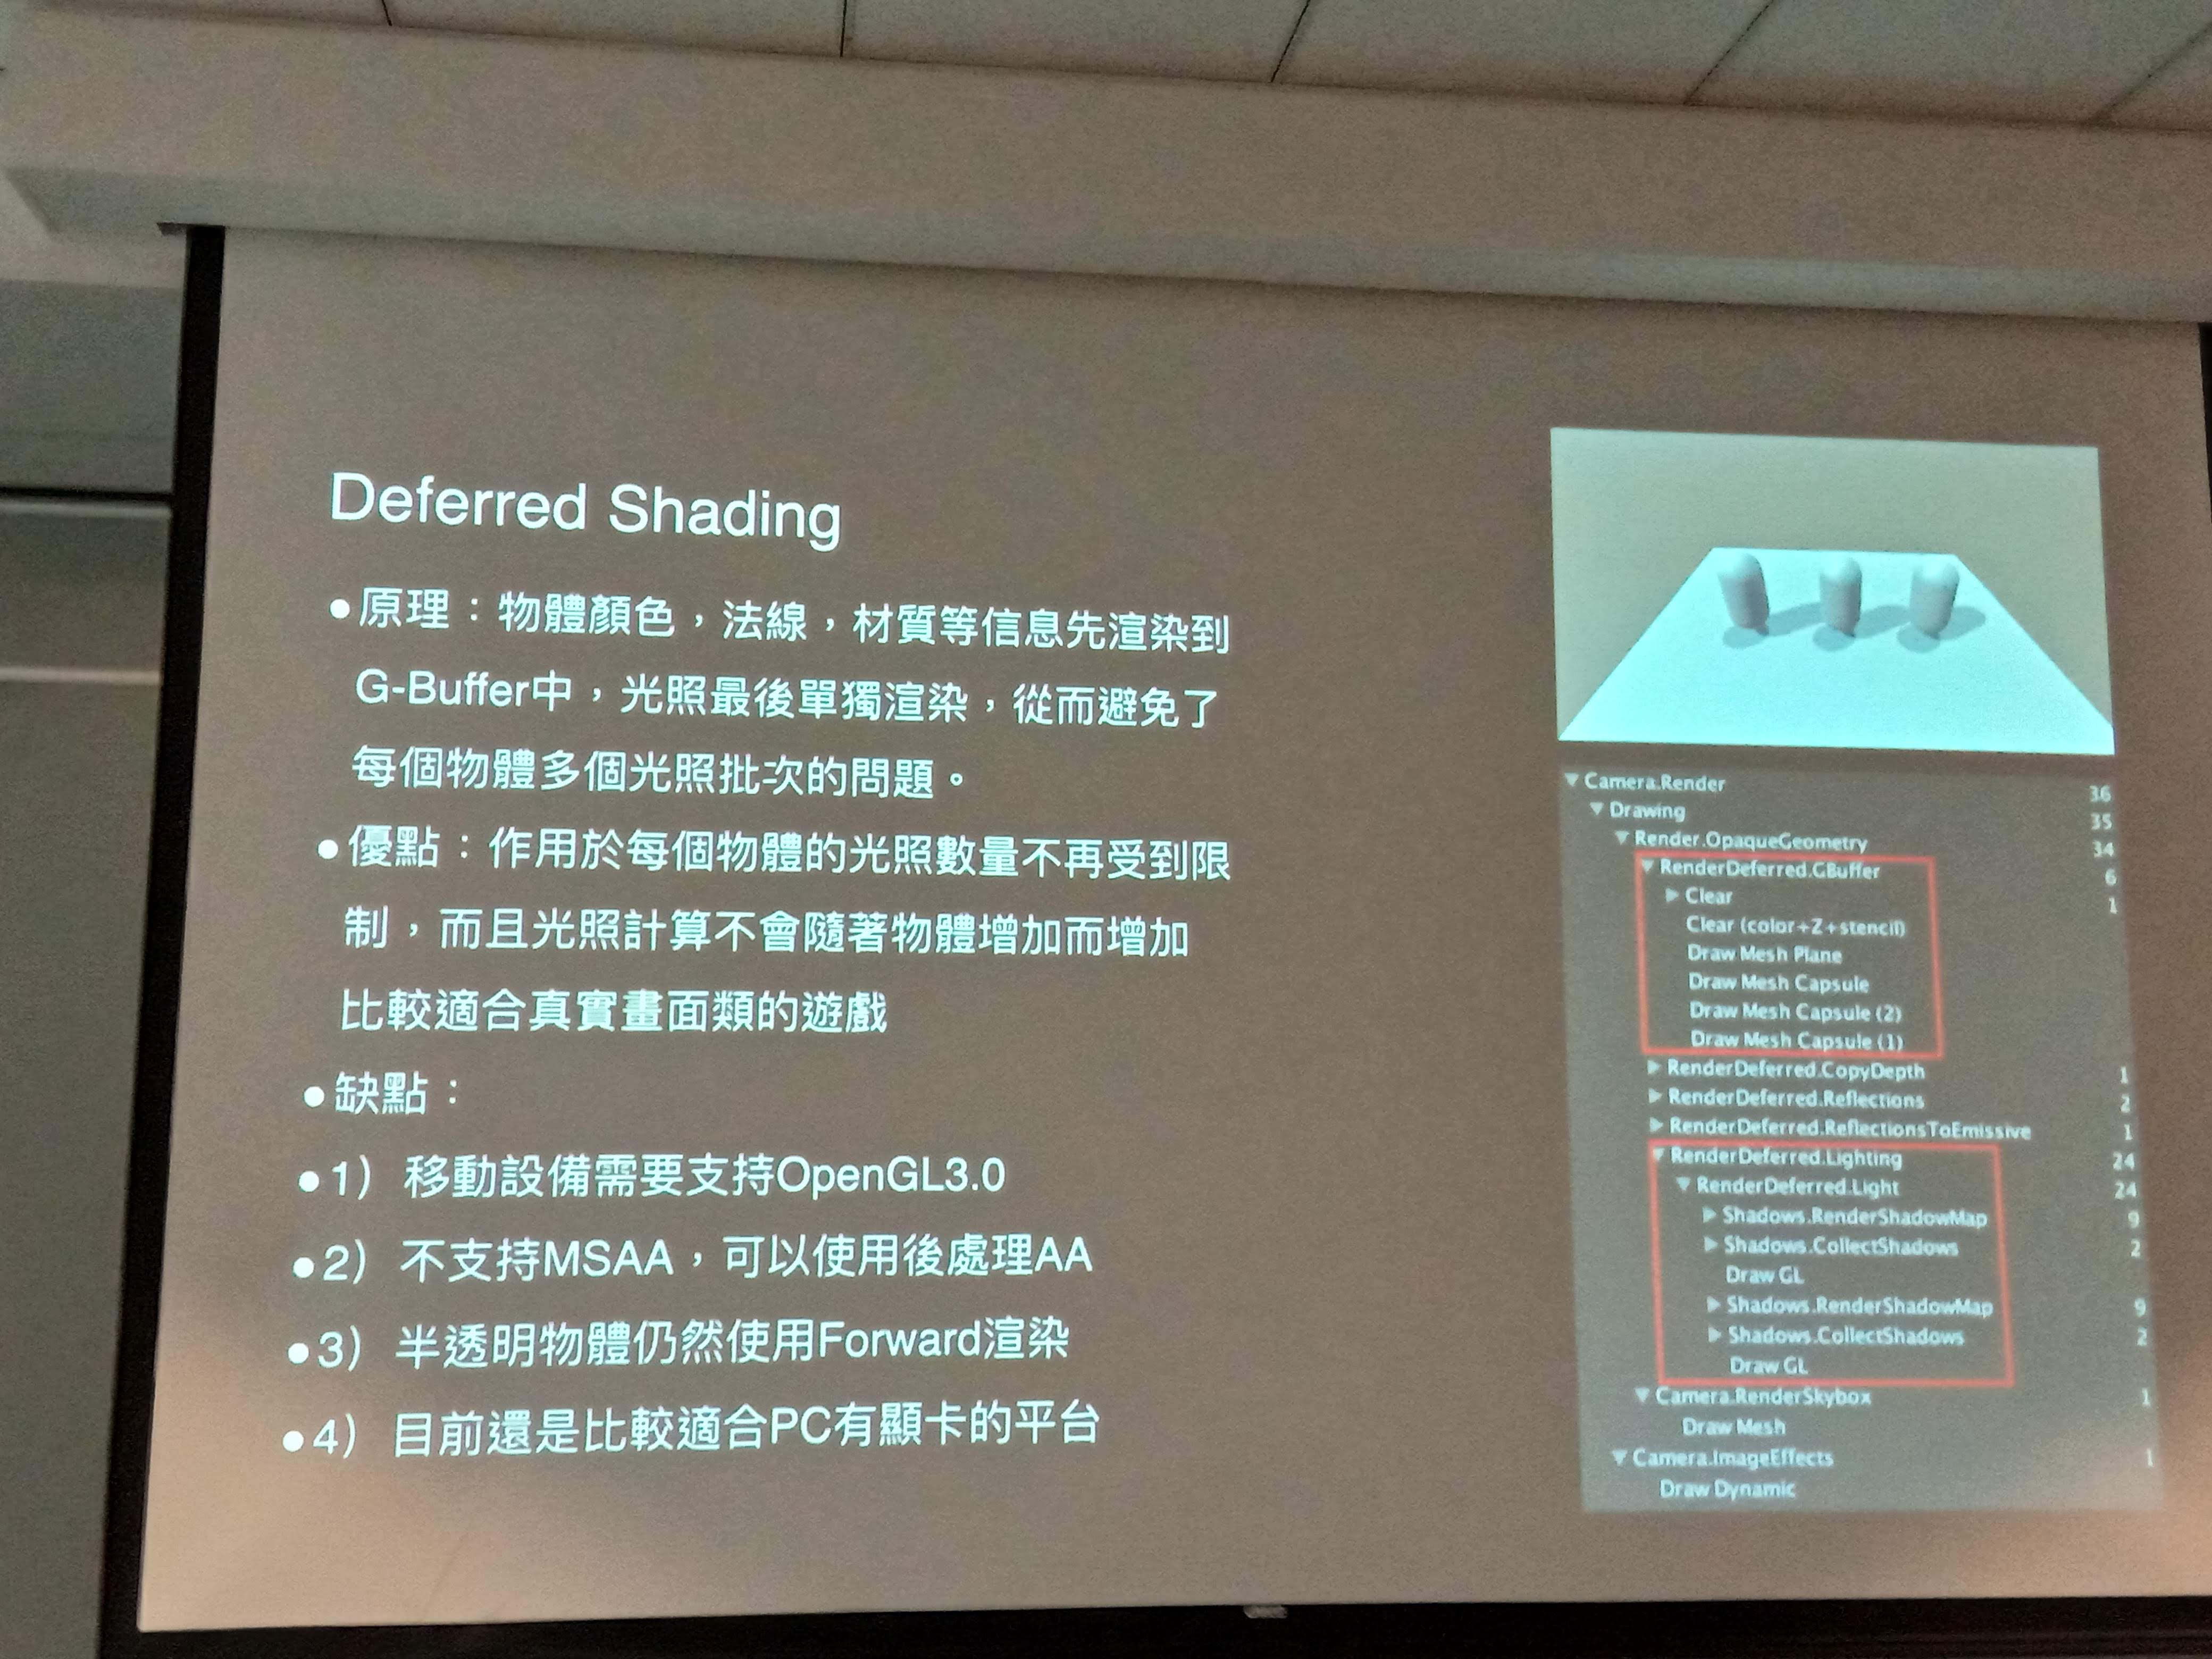 Deferred Shading
•原理：物體顏色，法線，材質等信息先渲染到
G-Buffer中，光照最後單獨渲染，從而避免了
每個物體多個光照批次的問題。
•優點：作用於每個物體的光照數量不再受到限
制，而且光照計算不會隨著物體增加而增加
比較適合真實畫面類的遊戲
•缺點：
•1） 移動設備需要支持OpenGL3.0
•2） 不支持MSAA，可以使用後處理AA
•3） 半透明物體仍然使用Forward渲染
•4） 目前還是比較適合PC有顯卡的平台
▼Camera.Render 36
▼Drawing 35
▼Render.OpaqueGeometry 34
▼RenderDeferred.GBuffer 6
▶Clear 1
Clear (color+Z+stencil)
Draw Mesh Plane
Draw Mesh Capsule
Draw Mesh Capsule (2)
Draw Mesh Capsule (1)
▶RenderDeferred.CopyDepth 1
▶RenderDeferred.Reflections 2
▶RenderDeferred.ReflectionsToEmissive 1
▼RenderDeferred.Lighting 24
▼RenderDeferred.Light 24
▶Shadows.RenderShadowMap 9
▶Shadows.CollectShadows 2
Draw GL
▶Shadows.RenderShadowMap 9
▶Shadows.CollectShadows 2
Draw GL
▼Camera.RenderSkybox 1
Draw Mesh
▼Camera.ImageEffects 1
Draw Dynamic